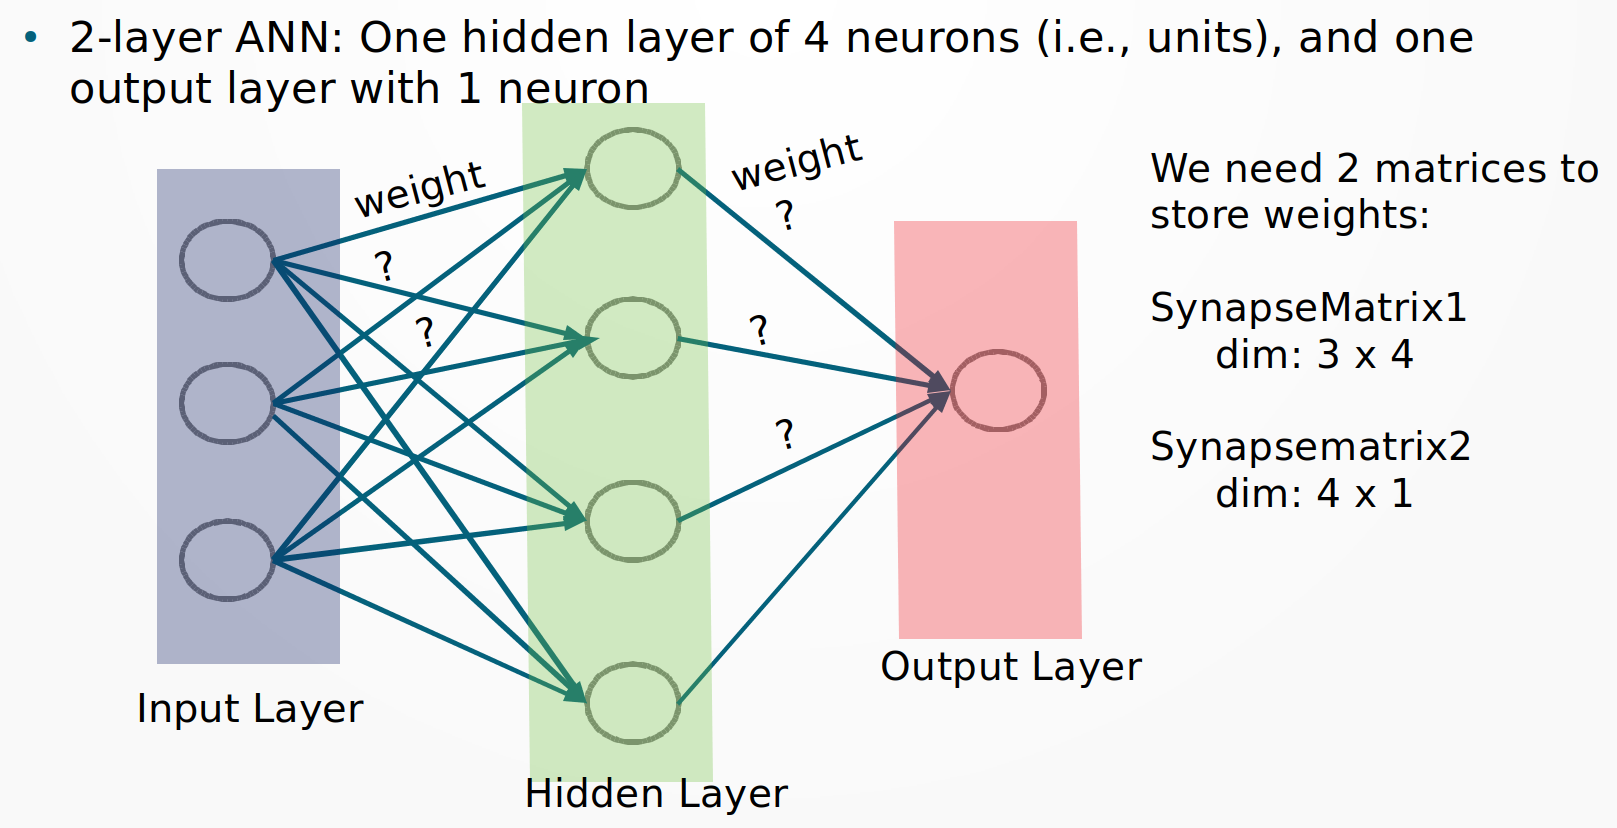 • 2-layer ANN: One hidden layer of 4 neurons (i.e., units), and one
output layer with 1 neuron
weight
?
?
weight
?
?
?
We need 2 matrices to
store weights:
SynapseMatrix1
dim: 3 x 4
Synapsematrix2
dim: 4 x 1
Input Layer
Hidden Layer
Output Layer